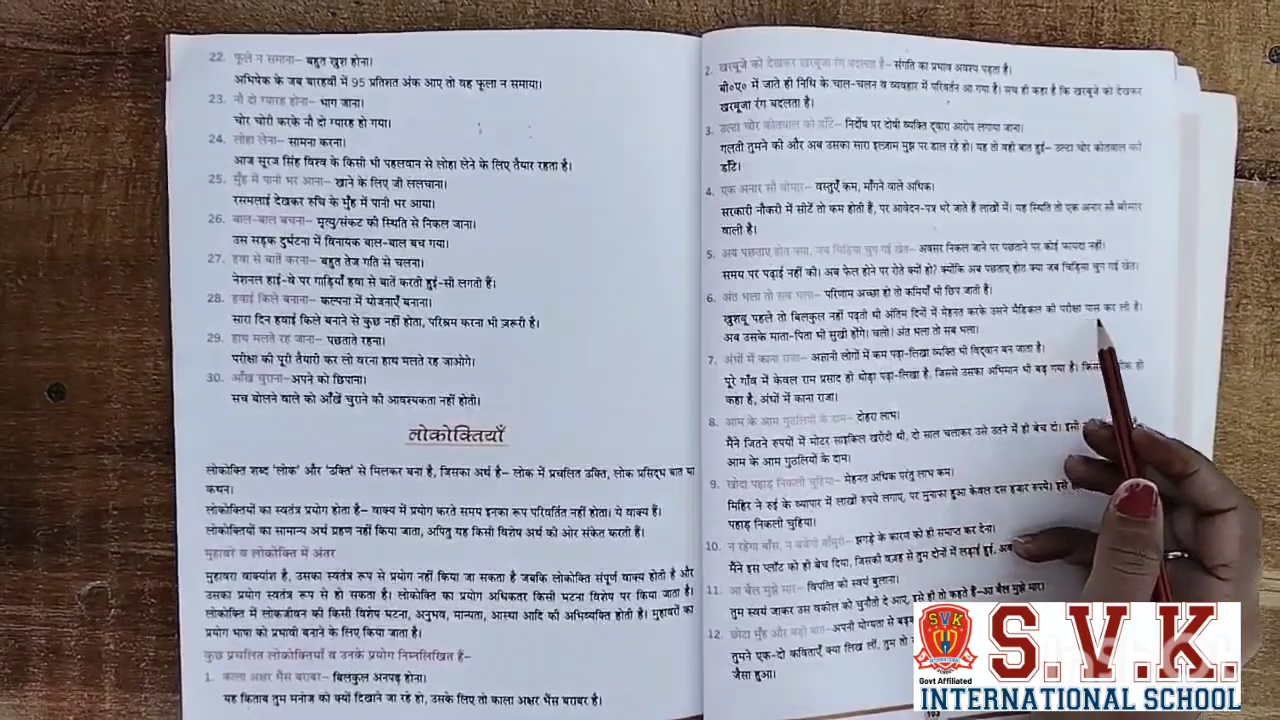 22. फूले न समाना– बहुत खुश होना।
अभिषेक के जब बारहवीं में 95 प्रतिशत अंक आए तो वह फूला न समाया।
23. नौ दो ग्यारह होना– भाग जाना।
चोर चोरी करके नौ दो ग्यारह हो गया।
24. लोहा लेना– सामना करना।
आज सूरज सिंह विश्व के किसी भी पहलवान से लोहा लेने के लिए तैयार रहता है।
25. मुँह में पानी भर आना– खाने के लिए जी ललचाना।
रसमलाई देखकर रुचि के मुँह में पानी भर आया।
26. बाल-बाल बचना– मृत्यु/संकट की स्थिति से निकल जाना।
उस सड़क दुर्घटना में विनायक बाल-बाल बच गया।
27. हवा से बातें करना– बहुत तेज गति से चलना।
नेशनल हाई-वे पर गाड़ियाँ हवा से बातें करती हुई-सी लगती हैं।
28. हवाई किले बनाना– कल्पना में योजनाएँ बनाना।
सारा दिन हवाई किले बनाने से कुछ नहीं होता, परिश्रम करना भी ज़रूरी है।
29. हाथ मलते रह जाना– पछताते रहना।
परीक्षा की पूरी तैयारी कर लो वरना हाथ मलते रह जाओगे।
30. आँख चुराना–अपने को छिपाना।
सच बोलने वाले को आँखें चुराने की आवश्यकता नहीं होती।
लोकोक्तियाँ
लोकोक्ति शब्द 'लोक' और 'उक्ति' से मिलकर बना है, जिसका अर्थ है– लोक में प्रचलित उक्ति, लोक प्रसिद्ध बात या
कथन।
लोकोक्तियों का स्वतंत्र प्रयोग होता है– वाक्य में प्रयोग करते समय इनका रूप परिवर्तित नहीं होता। ये वाक्य हैं।
लोकोक्तियों का सामान्य अर्थ ग्रहण नहीं किया जाता, अपितु यह किसी विशेष अर्थ की ओर संकेत करती हैं।
मुहावरे व लोकोक्ति में अंतर
मुहावरा वाक्यांश है, उसका स्वतंत्र रूप से प्रयोग नहीं किया जा सकता है जबकि लोकोक्ति संपूर्ण वाक्य होती है और
उसका प्रयोग स्वतंत्र रूप से हो सकता है। लोकोक्ति का प्रयोग अधिकतर किसी घटना विशेष पर किया जाता है।
लोकोक्ति में लोकजीवन की किसी विशेष घटना, अनुभव, मान्यता, आस्था आदि की अभिव्यक्ति होती है। मुहावरों का
प्रयोग भाषा को प्रभावी बनाने के लिए किया जाता है।
कुछ प्रचलित लोकोक्तियाँ व उनके प्रयोग निम्नलिखित हैं–
1. काला अक्षर भैंस बराबर– बिलकुल अनपढ़ होना।
यह किताब तुम मनोज को क्यों दिखाने जा रहे हो, उसके लिए तो काला अक्षर भैंस बराबर है।
2. खरबूजे को देखकर खरबूजा रंग बदलता है– संगति का प्रभाव अवश्य पड़ता है।
बी०ए० में जाते ही निधि के चाल-चलन व व्यवहार में परिवर्तन आ गया है। सच ही कहा है कि खरबूजे को देखकर
खरबूजा रंग बदलता है।
3. उल्टा चोर कोतवाल को डाँटे– निर्दोष पर दोषी व्यक्ति द्वारा आरोप लगाया जाना।
गलती तुमने की और अब उसका सारा इल्ज़ाम मुझ पर डाल रहे हो। यह तो वही बात हुई– उल्टा चोर कोतवाल को
डाँटे।
4. एक अनार सौ बीमार– वस्तुएँ कम, माँगने वाले अधिक।
सरकारी नौकरी में सीटें तो कम होती हैं, पर आवेदन-पत्र भरे जाते हैं लाखों में। यह स्थिति तो एक अनार सौ बीमार
वाली है।
5. अब पछताए होत क्या, जब चिड़िया चुग गई खेत– अवसर निकल जाने पर पछताने पर कोई फायदा नहीं।
समय पर पढ़ाई नहीं की। अब फेल होने पर रोते क्यों हो? क्योंकि अब पछताए होत क्या जब चिड़िया चुग गई खेत।
6. अंत भला तो सब भला– परिणाम अच्छा हो तो कमियाँ भी छिप जाती हैं।
खुशबू पहले तो बिलकुल नहीं पढ़ती थी अंतिम दिनों में मेहनत करके उसने मैडिकल की परीक्षा पास कर ली है।
अब उसके माता-पिता भी सुखी होंगे। चलो! अंत भला तो सब भला।
7. अंधों में काना राजा– अज्ञानी लोगों में कम पढ़ा-लिखा व्यक्ति भी विद्वान बन जाता है।
पूरे गाँव में केवल राम प्रसाद ही थोड़ा पढ़ा-लिखा है, जिससे उसका अभिमान भी बढ़ गया है। ही
कहा है, अंधों में काना राजा।
8. आम के आम गुठलियों के दाम– दोहरा लाभ।
मैंने जितने रुपयों में मोटर साइकिल खरीदी थी, दो साल चलाकर उसे उतने में ही बेच दी।
आम के आम गुठलियों के दाम।
9. खोदा पहाड़ निकली चुहिया– मेहनत अधिक परंतु लाभ कम।
मिहिर ने रुई के व्यापार में लाखों रुपये लगाए, पर मुनाफा हुआ केवल दस हजार रुपये। इसे
पहाड़ निकली चुहिया।
10. न रहेगा बाँस, न बजेगी बाँसुरी– झगड़े के कारण को ही समाप्त कर देना।
मैंने इस प्लॉट को ही बेच दिया, जिसकी वज़ह से तुम दोनों में लड़ाई हुई, अब
11. आ बैल मुझे मार– विपत्ति को स्वयं बुलाना।
तुम स्वयं जाकर उस वकील को चुनौती दे आए, इसे ही तो कहते हैं–आ बैल मुझे मार।
12. छोटा मुँह और बड़ी बात–अपनी योग्यता से
तुमने एक-दो कविताएँ क्या लिख लीं, तुम तो
जैसा हुआ।
SVK
INTERNATIONAL
Govt Affiliated
S.V.K.
INTERNATIONAL SCHOOL